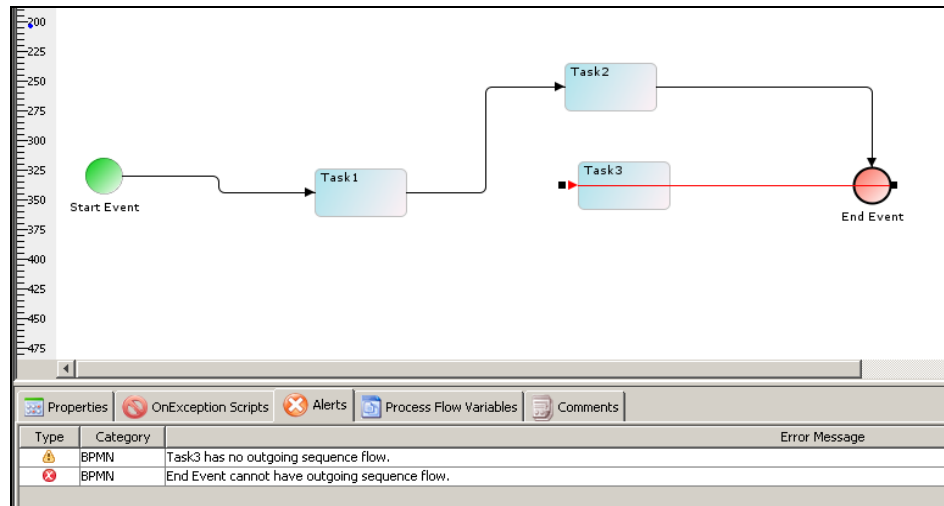 200
225
250
275
300
325
350
375
400
425
450
475
Task2
Task1
Task3
Start Event
End Event
Properties
OnException Scripts
Alerts
Process Flow Variables
Comments
Type Category Error Message
BPMN Task3 has no outgoing sequence flow.
BPMN End Event cannot have outgoing sequence flow.